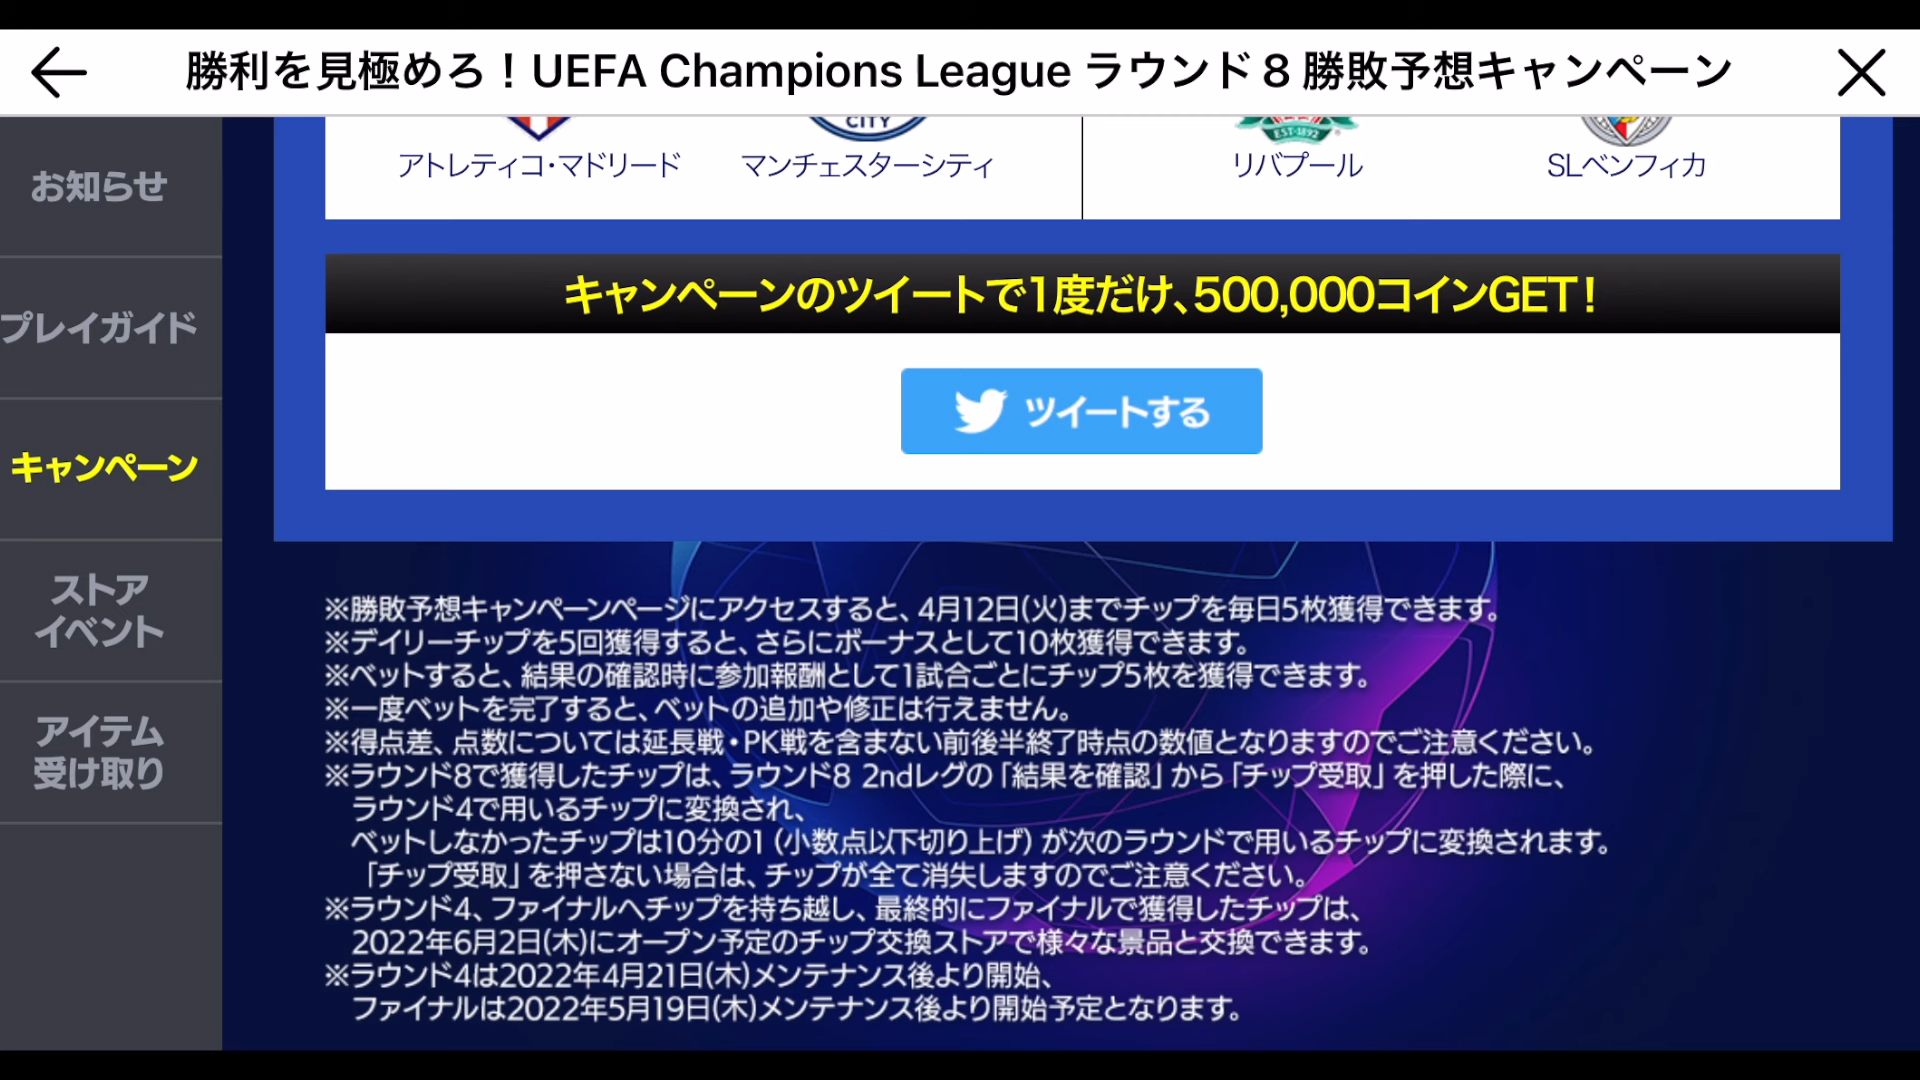 勝利を見極めろ！UEFA Champions League ラウンド８勝敗予想キャンペーン
お知らせ
プレイガイド
キャンペーン
ストア
イベント
アイテム
受け取り
CITY
EST·1892
アトレティコ・マドリード
マンチェスターシティ
リバプール
SLベンフィカ
キャンペーンのツイートで1度だけ、500,000コインGET！
ツイートする
※勝敗予想キャンペーンページにアクセスすると、4月12日(火)までチップを毎日5枚獲得できます。
※デイリーチップを5回獲得すると、さらにボーナスとして10枚獲得できます。
※ベットすると、結果の確認時に参加報酬として1試合ごとにチップ5枚を獲得できます。
※一度ベットを完了すると、ベットの追加や修正は行えません。
※得点差、点数については延長戦・PK戦を含まない前後半終了時点の数値となりますのでご注意ください。
※ラウンド8で獲得したチップは、ラウンド8 2ndレグの「結果を確認」から「チップ受取」を押した際に、
ラウンド4で用いるチップに変換され、
ベットしなかったチップは10分の1（小数点以下切り上げ）が次のラウンドで用いるチップに変換されます。
「チップ受取」を押さない場合は、チップが全て消失しますのでご注意ください。
※ラウンド4、ファイナルへチップを持ち越し、最終的にファイナルで獲得したチップは、
2022年6月2日(木)にオープン予定のチップ交換ストアで様々な景品と交換できます。
※ラウンド4は2022年4月21日(木)メンテナンス後より開始、
ファイナルは2022年5月19日(木)メンテナンス後より開始予定となります。